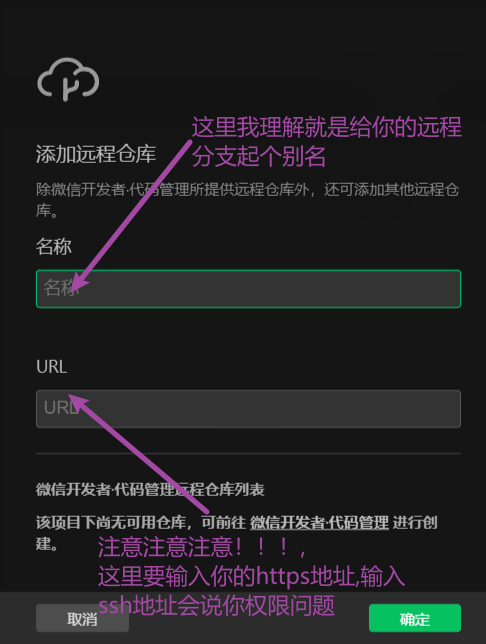 这里我理解就是给你的远程
分支起个别名
添加远程仓库
除微信开发者·代码管理所提供远程仓库外，还可添加其他远程仓
库。
名称
名称
URL
URL
微信开发者·代码管理远程仓库列表
该项目下尚无可用仓库，可前往 微信开发者·代码管理 进行创
建。
注意注意注意！！！,
这里要输入你的https地址,输入
ssh地址会说你权限问题
取消
确定